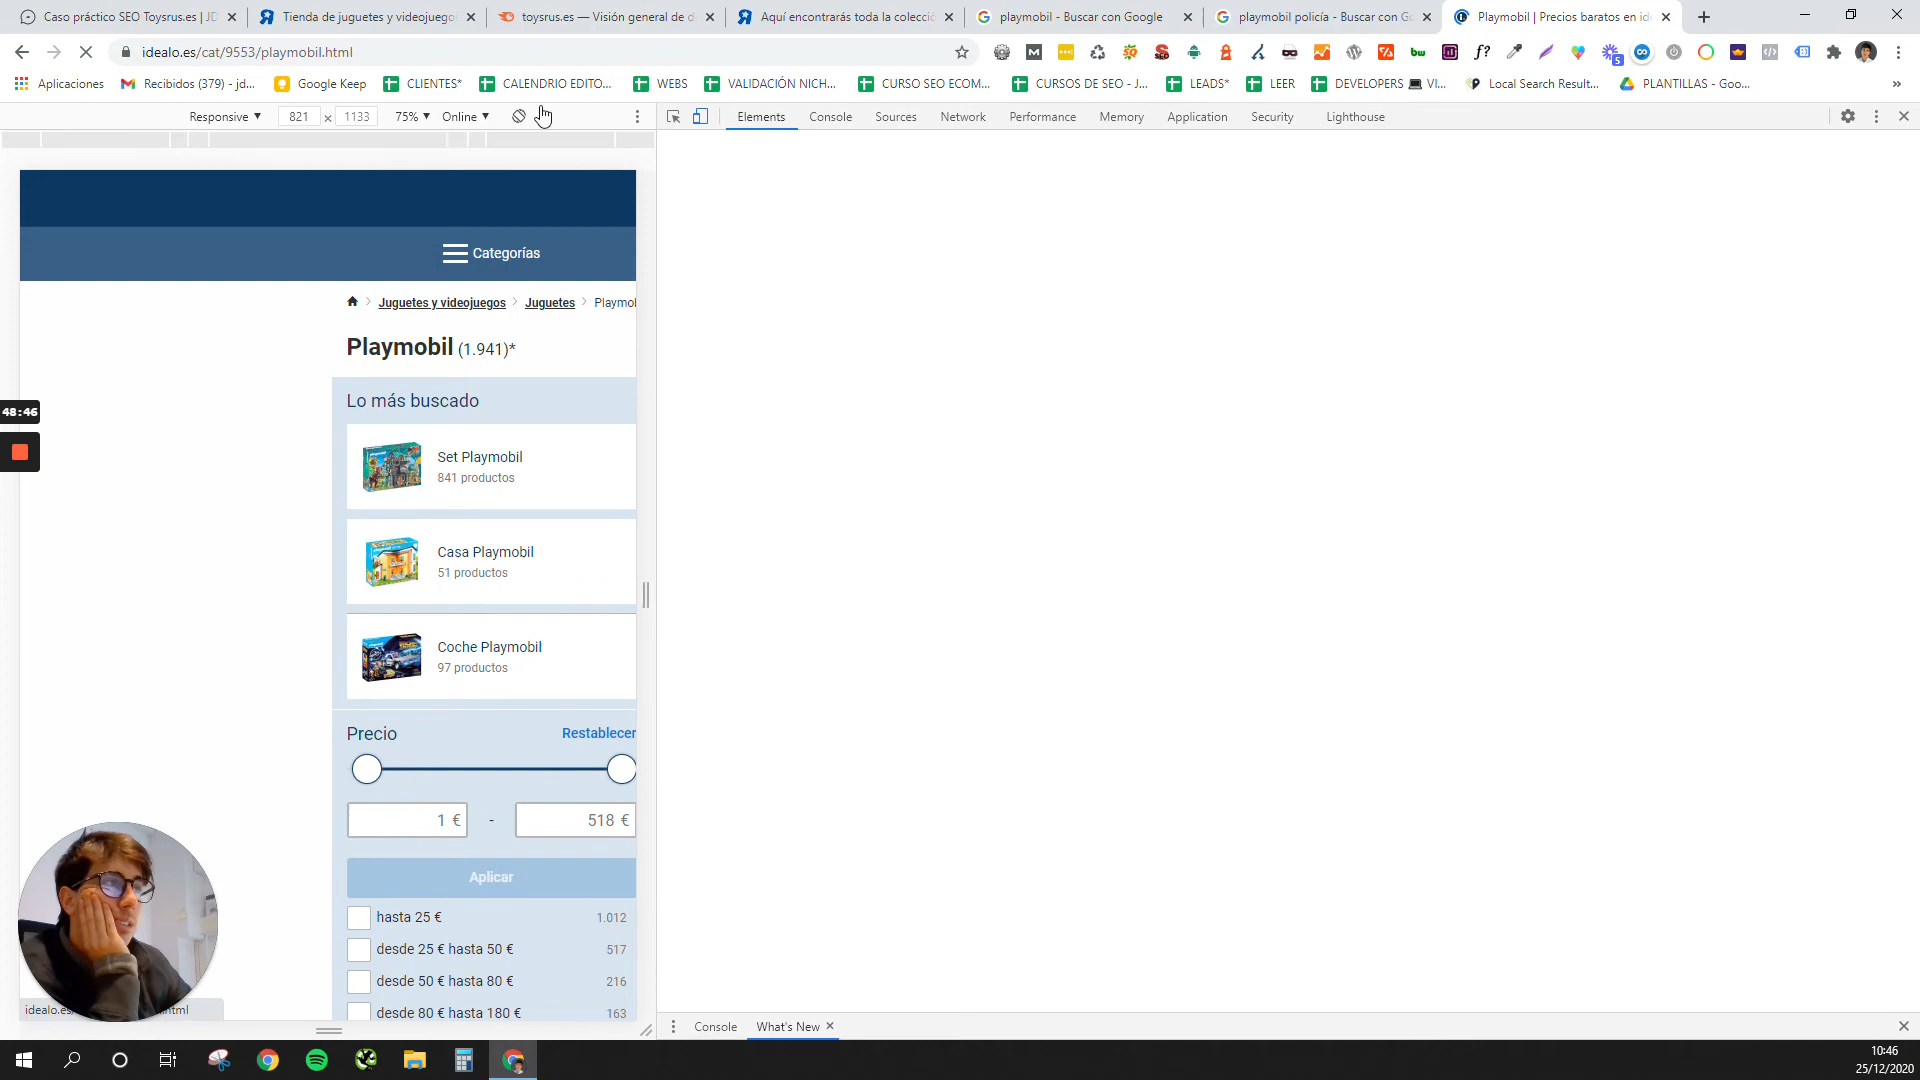 Caso práctico SEO Toysrus.es | JD
Tienda de juguetes y videojuegos
toysrus.es — Visión general de d
Aquí encontrarás toda la colecció
playmobil - Buscar con Google
playmobil policía - Buscar con Go
Playmobil | Precios baratos en id
idealo.es/cat/9553/playmobil.html
Aplicaciones
Recibidos (379) - jd...
Google Keep
CLIENTES*
CALENDARIO EDITO...
WEBS
VALIDACIÓN NICH...
CURSO SEO ECOM...
CURSOS DE SEO - J...
LEADS*
LEER
DEVELOPERS 💻 VI...
Local Search Result...
PLANTILLAS - Goo...
»
Responsive ▼ 821 × 1133 75% ▼ Online ▼
Elements Console Sources Network Performance Memory Application Security Lighthouse
Categorías
Juguetes y videojuegos > Juguetes > Playmob
Playmobil (1.941)*
Lo más buscado
Set Playmobil
841 productos
48:46
Casa Playmobil
51 productos
Coche Playmobil
97 productos
Precio Restablecer
1 € - 518 €
Aplicar
hasta 25 € 1.012
desde 25 € hasta 50 € 517
desde 50 € hasta 80 € 216
desde 80 € hasta 180 € 163
Console What's New
10:46
25/12/2020